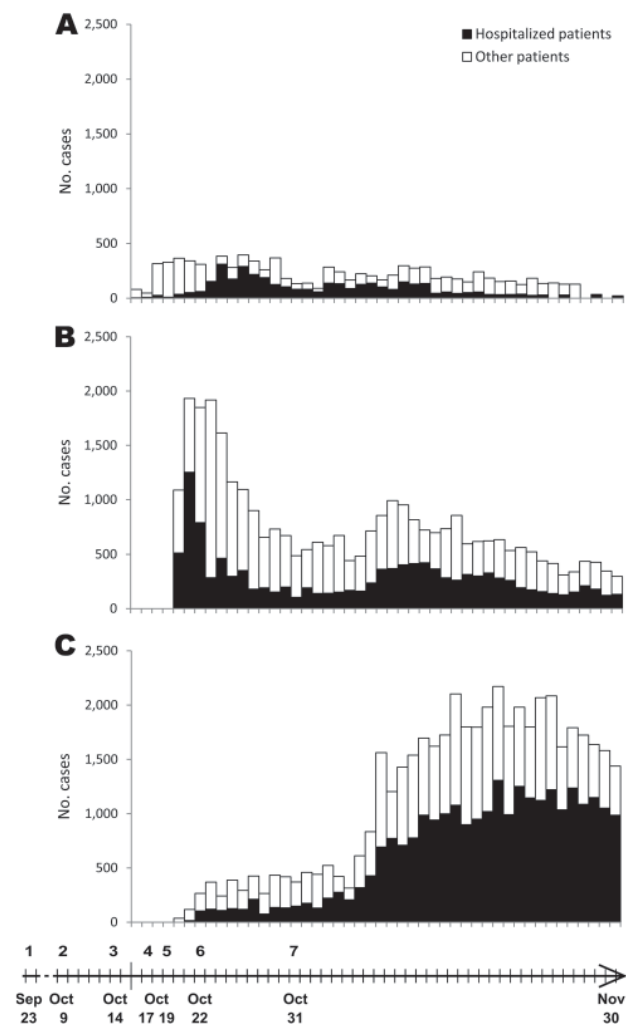 A
2,500
Hospitalized patients
Other patients
2,000
1,500
1,000
500
0
No. cases
B
2,500
2,000
1,500
1,000
500
0
No. cases
C
2,500
2,000
1,500
1,000
500
0
No. cases
1 2 3 4 5 6 7
Sep Oct Oct Oct Oct Oct Nov
23 9 14 17 19 22 31 30